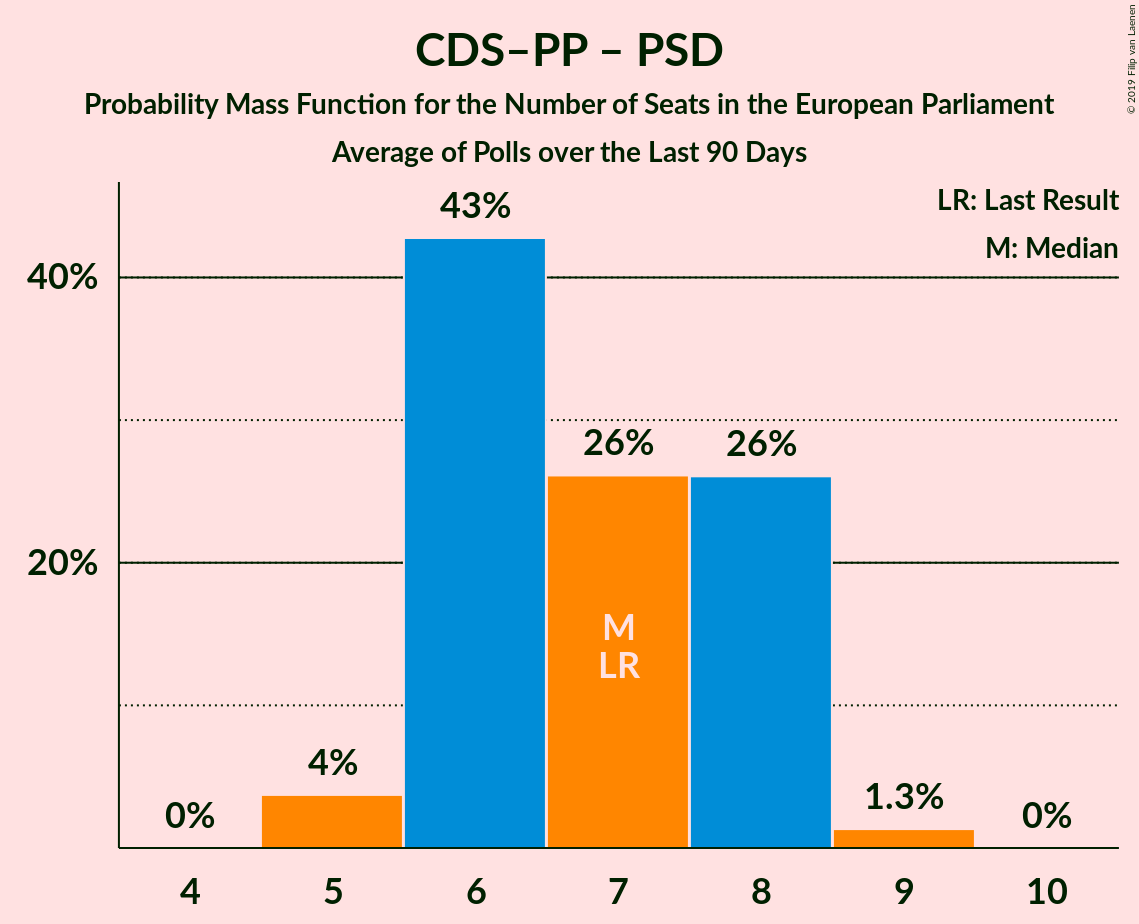 CDS–PP – PSD
Probability Mass Function for the Number of Seats in the European Parliament
Average of Polls over the Last 90 Days
© 2019 Filip van Laenen
LR: Last Result
M: Median
43%
40%
26%
26%
20%
M
LR
4%
1.3%
0%
0%
4
5
6
7
8
9
10